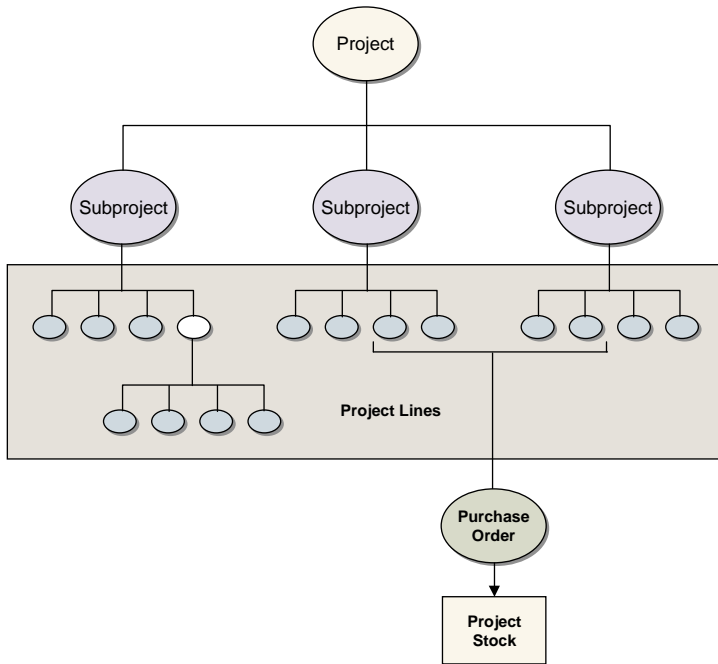 Project
Subproject
Subproject
Subproject
Project Lines
Purchase
Order
Project
Stock